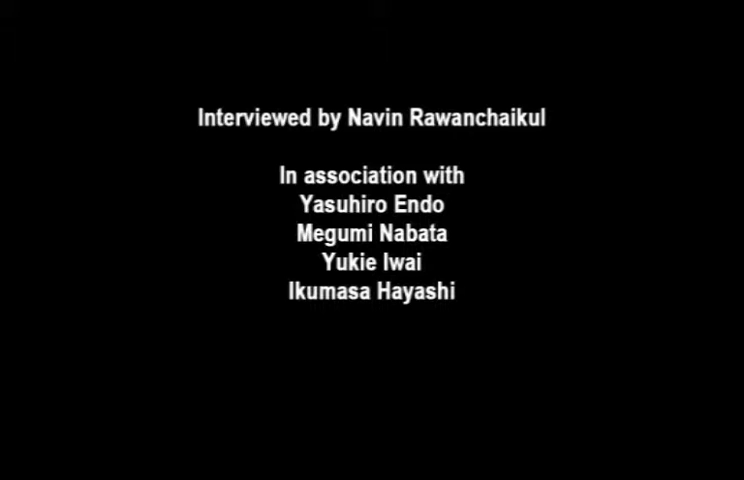 Interviewed by Navin Rawanchaikul
In association with
Yasuhiro Endo
Megumi Nabata
Yukie Iwai
Ikumasa Hayashi